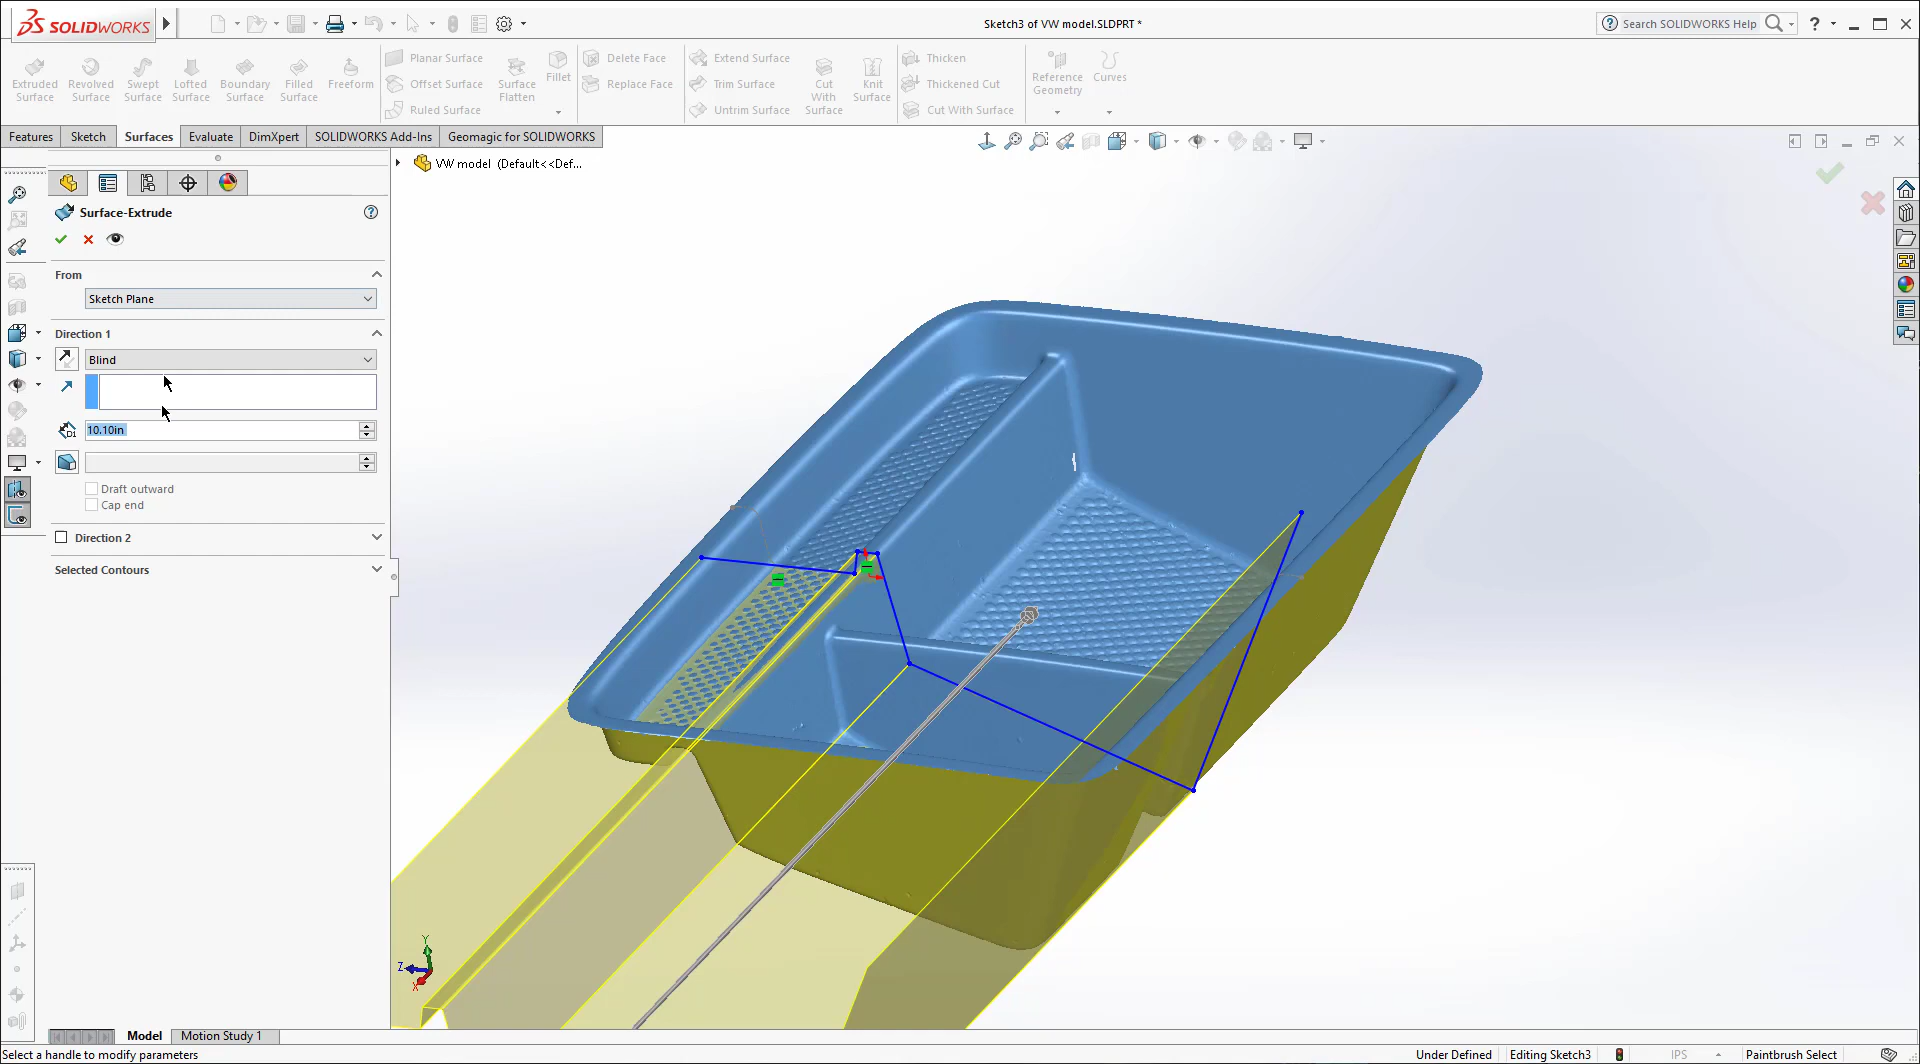 SOLIDWORKS
Sketch3 of VW model.SLDPRT *
Search SOLIDWORKS Help
?
Extruded Surface
Revolved Surface
Swept Surface
Lofted Surface
Boundary Surface
Filled Surface
Freeform
Planar Surface
Offset Surface
Ruled Surface
Surface Flatten
Fillet
Delete Face
Replace Face
Extend Surface
Trim Surface
Untrim Surface
Cut With Surface
Knit Surface
Thicken
Thickened Cut
Cut With Surface
Reference Geometry
Curves
Features
Sketch
Surfaces
Evaluate
DimXpert
SOLIDWORKS Add-Ins
Geomagic for SOLIDWORKS
VW model (Default<<Def...
Surface-Extrude
From
Sketch Plane
Direction 1
Blind
10.10in
Draft outward
Cap end
Direction 2
Selected Contours
Y
Z
X
Model
Motion Study 1
Select a handle to modify parameters
Under Defined
Editing Sketch3
IPS
Paintbrush Select